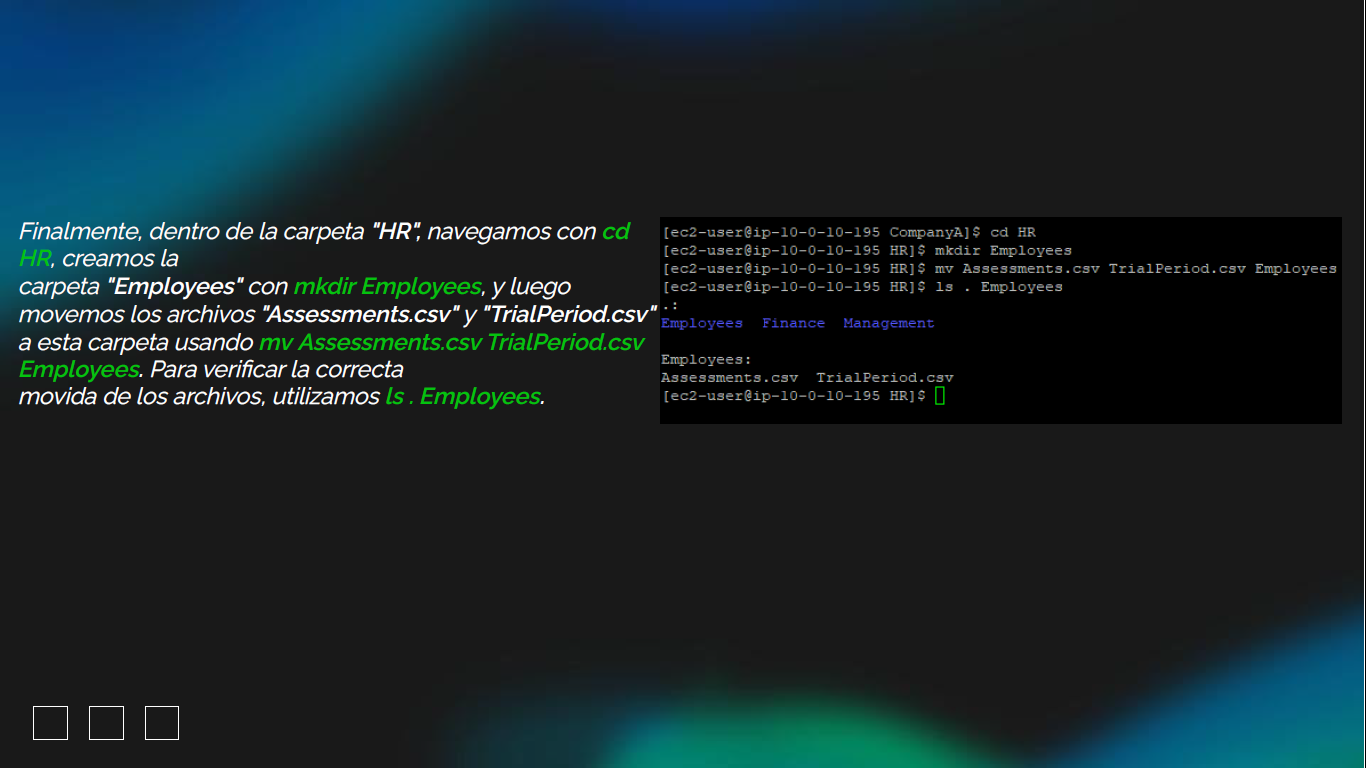 Finalmente, dentro de la carpeta "HR", navegamos con cd
HR, creamos la
carpeta "Employees" con mkdir Employees, y luego
movemos los archivos "Assessments.csv" y "TrialPeriod.csv"
a esta carpeta usando mv Assessments.csv TrialPeriod.csv
Employees. Para verificar la correcta
movida de los archivos, utilizamos ls . Employees.
[ec2-user@ip-10-0-10-195 CompanyA]$ cd HR
[ec2-user@ip-10-0-10-195 HR]$ mkdir Employees
[ec2-user@ip-10-0-10-195 HR]$ mv Assessments.csv TrialPeriod.csv Employees
[ec2-user@ip-10-0-10-195 HR]$ ls . Employees
.:
Employees  Finance  Management
Employees:
Assessments.csv  TrialPeriod.csv
[ec2-user@ip-10-0-10-195 HR]$